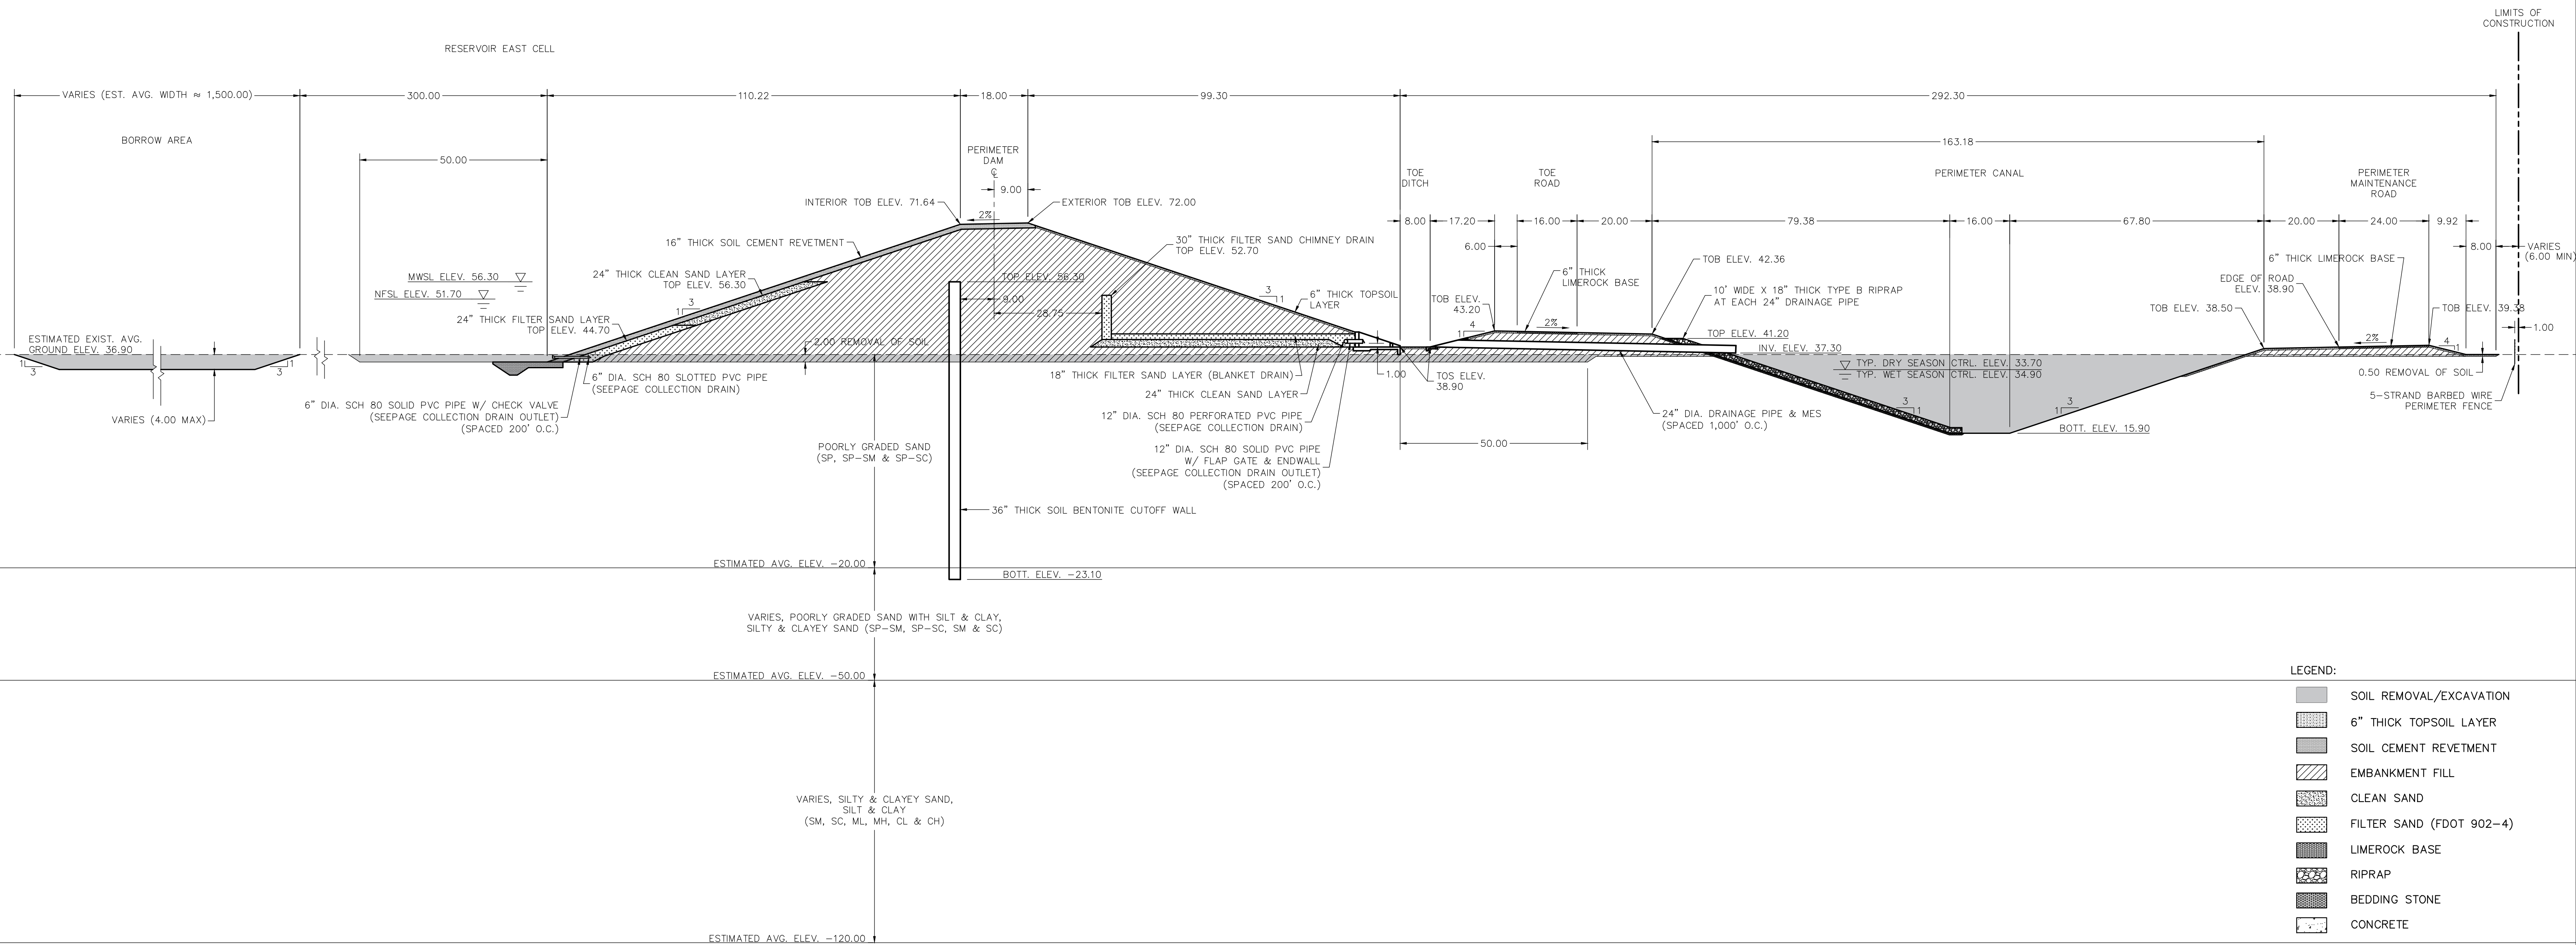 LIMITS OF
CONSTRUCTION
RESERVOIR EAST CELL
VARIES (EST. AVG. WIDTH ≈ 1,500.00)
300.00
110.22
18.00
99.30
292.30
BORROW AREA
50.00
PERIMETER
DAM
℄
9.00
163.18
TOE
DITCH
TOE
ROAD
PERIMETER CANAL
PERIMETER
MAINTENANCE
ROAD
INTERIOR TOB ELEV. 71.64
2%
EXTERIOR TOB ELEV. 72.00
8.00
17.20
16.00
20.00
79.38
16.00
67.80
20.00
24.00
9.92
6.00
8.00
VARIES
(6.00 MIN)
16" THICK SOIL CEMENT REVETMENT
30" THICK FILTER SAND CHIMNEY DRAIN
TOP ELEV. 52.70
TOB ELEV. 42.36
6" THICK LIMEROCK BASE
MWSL ELEV. 56.30
24" THICK CLEAN SAND LAYER
TOP ELEV. 56.30
TOP ELEV. 56.30
6" THICK
LIMEROCK BASE
EDGE OF ROAD
ELEV. 38.90
NFSL ELEV. 51.70
9.00
3
1
6" THICK TOPSOIL
LAYER
TOB ELEV.
43.20
10' WIDE X 18" THICK TYPE B RIPRAP
AT EACH 24" DRAINAGE PIPE
TOB ELEV. 38.50
TOB ELEV. 39.38
3
1
28.75
24" THICK FILTER SAND LAYER
TOP ELEV. 44.70
4
1
2%
TOP ELEV. 41.20
1.00
ESTIMATED EXIST. AVG.
GROUND ELEV. 36.90
2.00 REMOVAL OF SOIL
INV. ELEV. 37.30
2%
4
1
1
3
1
3
TYP. DRY SEASON CTRL. ELEV. 33.70
TYP. WET SEASON CTRL. ELEV. 34.90
0.50 REMOVAL OF SOIL
6" DIA. SCH 80 SLOTTED PVC PIPE
(SEEPAGE COLLECTION DRAIN)
18" THICK FILTER SAND LAYER (BLANKET DRAIN)
1.00
TOS ELEV.
38.90
24" THICK CLEAN SAND LAYER
5-STRAND BARBED WIRE
PERIMETER FENCE
6" DIA. SCH 80 SOLID PVC PIPE W/ CHECK VALVE
(SEEPAGE COLLECTION DRAIN OUTLET)
(SPACED 200' O.C.)
VARIES (4.00 MAX)
12" DIA. SCH 80 PERFORATED PVC PIPE
(SEEPAGE COLLECTION DRAIN)
24" DIA. DRAINAGE PIPE & MES
(SPACED 1,000' O.C.)
3
1
3
1
BOTT. ELEV. 15.90
POORLY GRADED SAND
(SP, SP-SM & SP-SC)
50.00
12" DIA. SCH 80 SOLID PVC PIPE
W/ FLAP GATE & ENDWALL
(SEEPAGE COLLECTION DRAIN OUTLET)
(SPACED 200' O.C.)
36" THICK SOIL BENTONITE CUTOFF WALL
ESTIMATED AVG. ELEV. -20.00
BOTT. ELEV. -23.10
VARIES, POORLY GRADED SAND WITH SILT & CLAY,
SILTY & CLAYEY SAND (SP-SM, SP-SC, SM & SC)
ESTIMATED AVG. ELEV. -50.00
VARIES, SILTY & CLAYEY SAND,
SILT & CLAY
(SM, SC, ML, MH, CL & CH)
ESTIMATED AVG. ELEV. -120.00
LEGEND:
SOIL REMOVAL/EXCAVATION
6" THICK TOPSOIL LAYER
SOIL CEMENT REVETMENT
EMBANKMENT FILL
CLEAN SAND
FILTER SAND (FDOT 902-4)
LIMEROCK BASE
RIPRAP
BEDDING STONE
CONCRETE